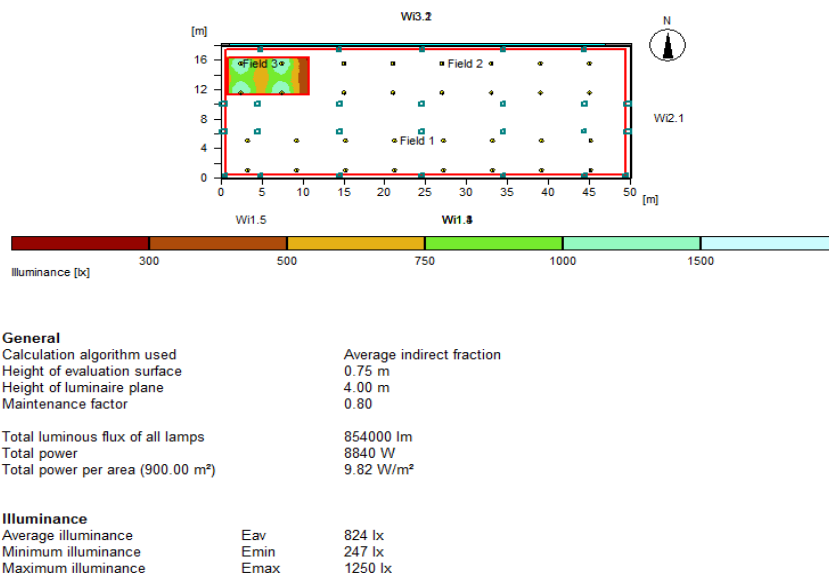 Wi3.2
[m]
N
16
Field 3
Field 2
12
8
Wi2.1
4
Field 1
0
0 5 10 15 20 25 30 35 40 45 50
[m]
Wi1.5
300 500 750 1000 1500
Illuminance [lx]
General
Calculation algorithm used Average indirect fraction
Height of evaluation surface 0.75 m
Height of luminaire plane 4.00 m
Maintenance factor 0.80
Total luminous flux of all lamps 854000 lm
Total power 8840 W
Total power per area (900.00 m²) 9.82 W/m²
Illuminance
Average illuminance Eav 824 lx
Minimum illuminance Emin 247 lx
Maximum illuminance Emax 1250 lx